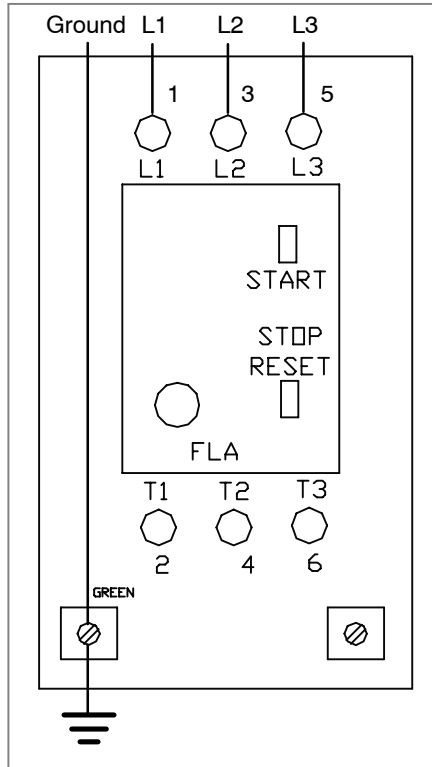 Ground L1 L2 L3
1 3 5
L1 L2 L3
START
STOP
RESET
FLA
T1 T2 T3
2 4 6
GREEN